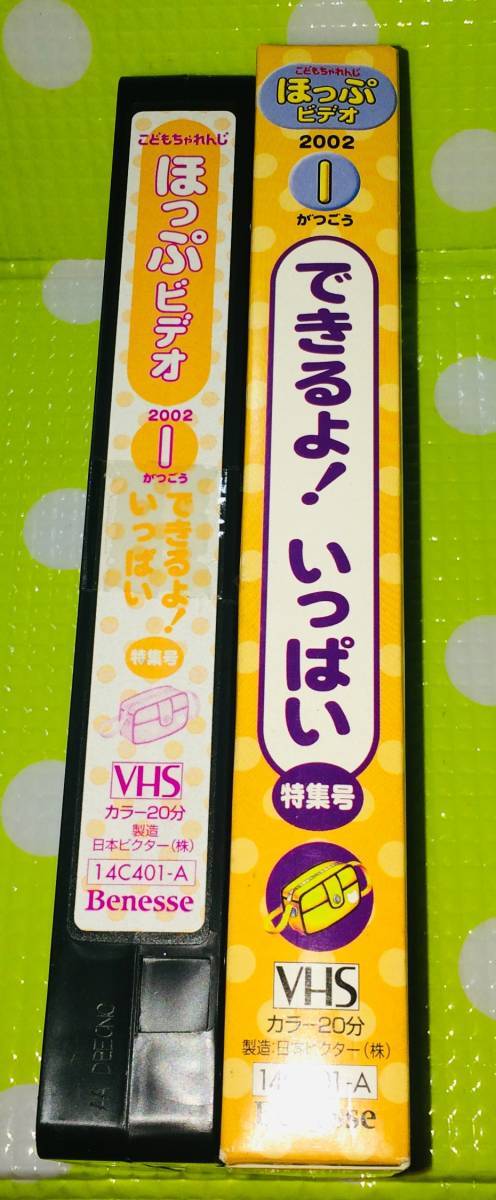 こどもちゃれんじ
ほっぷビデオ
2002
1
がつごう
できるよ!
いっぱい
特集号
VHS
カラー20分
製造
日本ビクター(株)
14C401-A
Benesse
こどもちゃれんじ
ほっぷ
ビデオ
2002
1
がつごう
できるよ! いっぱい
特集号
VHS
カラー20分
製造:日本ビクター(株)
14C401-A
Benesse